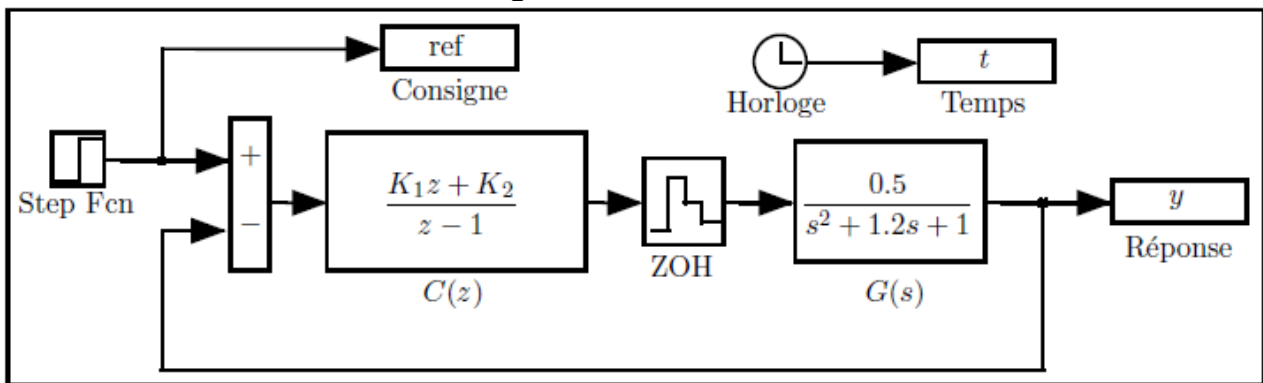 ref
Consigne
t
Horloge
Temps
Step Fcn
+
−
K₁z + K₂
z − 1
C(z)
ZOH
0.5
s² + 1.2s + 1
G(s)
y
Réponse